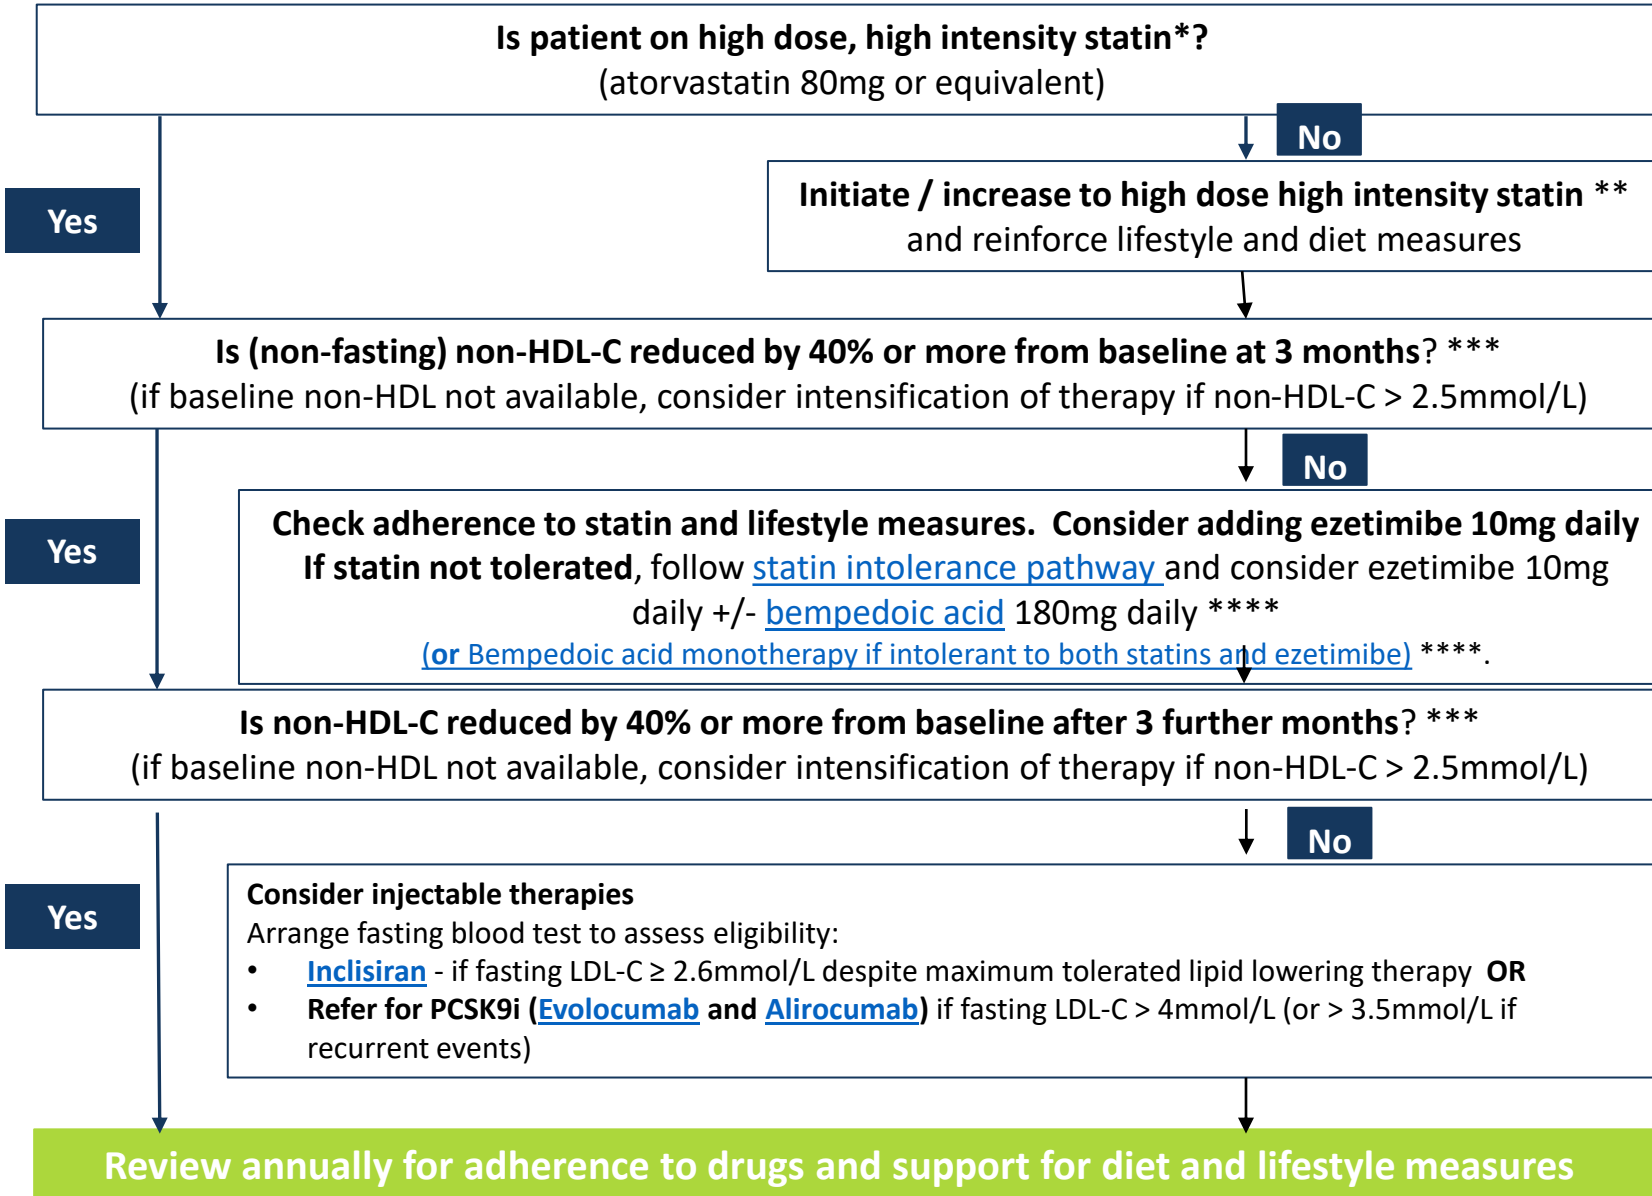 Is patient on high dose, high intensity statin*?
(atorvastatin 80mg or equivalent)
No
Initiate / increase to high dose high intensity statin **
and reinforce lifestyle and diet measures
Yes
Is (non-fasting) non-HDL-C reduced by 40% or more from baseline at 3 months? ***
(if baseline non-HDL not available, consider intensification of therapy if non-HDL-C > 2.5mmol/L)
No
Yes
Check adherence to statin and lifestyle measures. Consider adding ezetimibe 10mg daily
If statin not tolerated, follow statin intolerance pathway and consider ezetimibe 10mg
daily +/- bempedoic acid 180mg daily ****
(or Bempedoic acid monotherapy if intolerant to both statins and ezetimibe) ****.
Is non-HDL-C reduced by 40% or more from baseline after 3 further months? ***
(if baseline non-HDL not available, consider intensification of therapy if non-HDL-C > 2.5mmol/L)
No
Yes
Consider injectable therapies
Arrange fasting blood test to assess eligibility:
• Inclisiran - if fasting LDL-C ≥ 2.6mmol/L despite maximum tolerated lipid lowering therapy OR
• Refer for PCSK9i (Evolocumab and Alirocumab) if fasting LDL-C > 4mmol/L (or > 3.5mmol/L if
recurrent events)
Review annually for adherence to drugs and support for diet and lifestyle measures